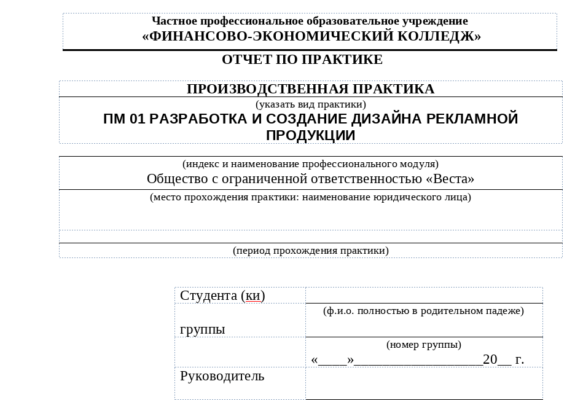 Частное профессиональное образовательное учреждение
«ФИНАНСОВО-ЭКОНОМИЧЕСКИЙ КОЛЛЕДЖ»
ОТЧЕТ ПО ПРАКТИКЕ
ПРОИЗВОДСТВЕННАЯ ПРАКТИКА
(указать вид практики)
ПМ 01 РАЗРАБОТКА И СОЗДАНИЕ ДИЗАЙНА РЕКЛАМНОЙ
ПРОДУКЦИИ
(индекс и наименование профессионального модуля)
Общество с ограниченной ответственностью «Веста»
(место прохождения практики: наименование юридического лица)
(период прохождения практики)
Студента (ки)
(ф.и.о. полностью в родительном падеже)
группы
(номер группы)
«____»__________________20__ г.
Руководитель